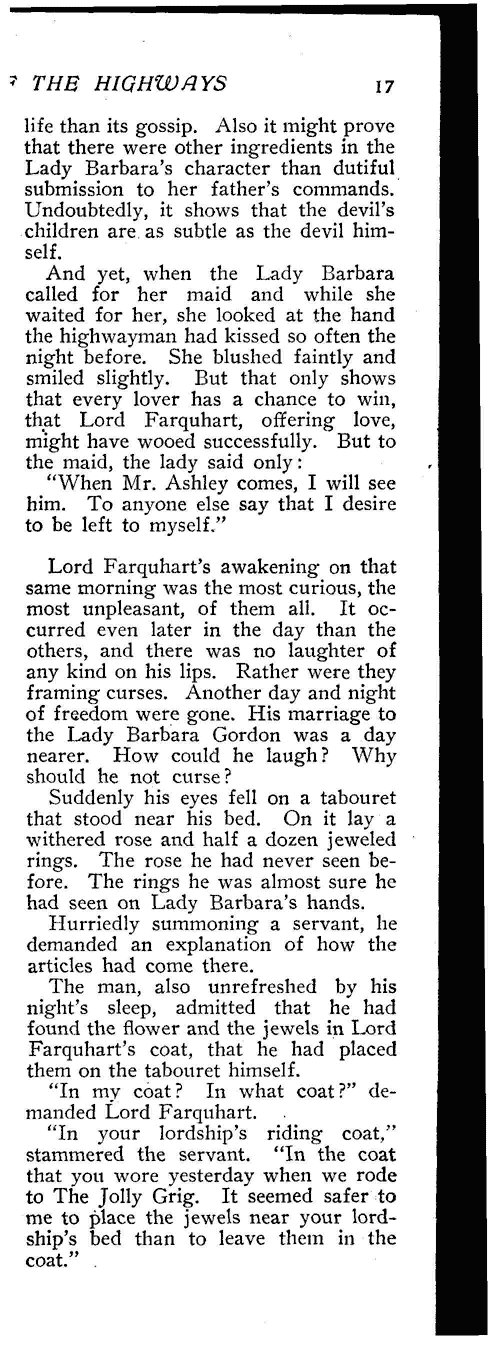 THE HIGHWAYS 17
life than its gossip. Also it might prove
that there were other ingredients in the
Lady Barbara's character than dutiful
submission to her father's commands.
Undoubtedly, it shows that the devil's
children are as subtle as the devil him-
self.
And yet, when the Lady Barbara
called for her maid and while she
waited for her, she looked at the hand
the highwayman had kissed so often the
night before. She blushed faintly and
smiled slightly. But that only shows
that every lover has a chance to win,
that Lord Farquhart, offering love,
might have wooed successfully. But to
the maid, the lady said only:
"When Mr. Ashley comes, I will see
him. To anyone else say that I desire
to be left to myself."
Lord Farquhart's awakening on that
same morning was the most curious, the
most unpleasant, of them all. It oc-
curred even later in the day than the
others, and there was no laughter of
any kind on his lips. Rather were they
framing curses. Another day and night
of freedom were gone. His marriage to
the Lady Barbara Gordon was a day
nearer. How could he laugh? Why
should he not curse?
Suddenly his eyes fell on a tabouret
that stood near his bed. On it lay a
withered rose and half a dozen jeweled
rings. The rose he had never seen be-
fore. The rings he was almost sure he
had seen on Lady Barbara's hands.
Hurriedly summoning a servant, he
demanded an explanation of how the
articles had come there.
The man, also unrefreshed by his
night's sleep, admitted that he had
found the flower and the jewels in Lord
Farquhart's coat, that he had placed
them on the tabouret himself.
"In my coat? In what coat?" de-
manded Lord Farquhart.
"In your lordship's riding coat,"
stammered the servant. "In the coat
that you wore yesterday when we rode
to The Jolly Grig. It seemed safer to
me to place the jewels near your lord-
ship's bed than to leave them in the
coat."